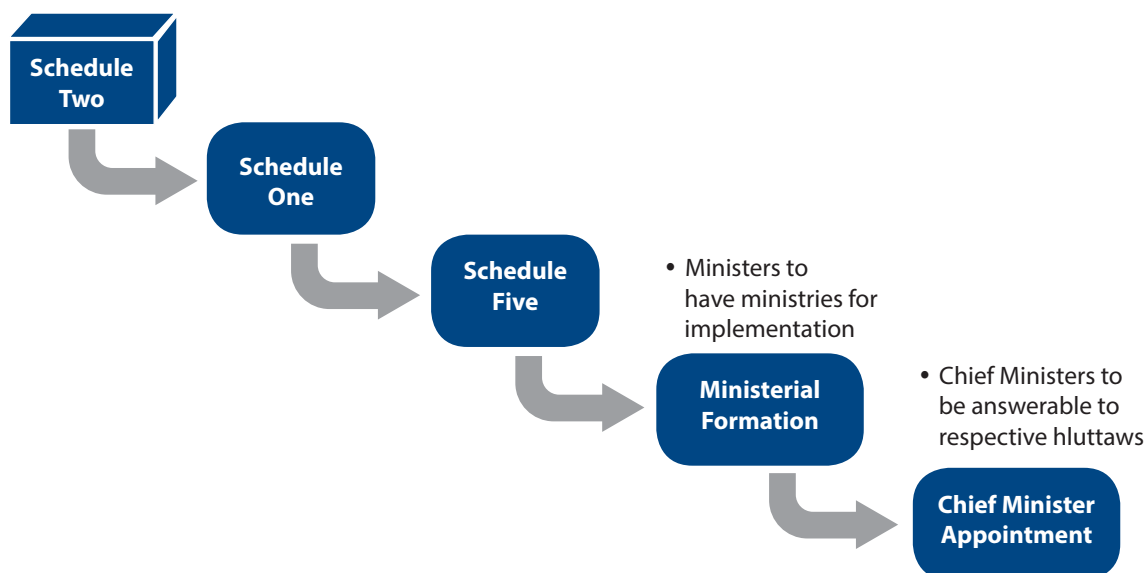 Schedule
Two
Schedule
One
Schedule
Five
• Ministers to
have ministries for
implementation
Ministerial
Formation
• Chief Ministers to
be answerable to
respective hluttaws
Chief Minister
Appointment